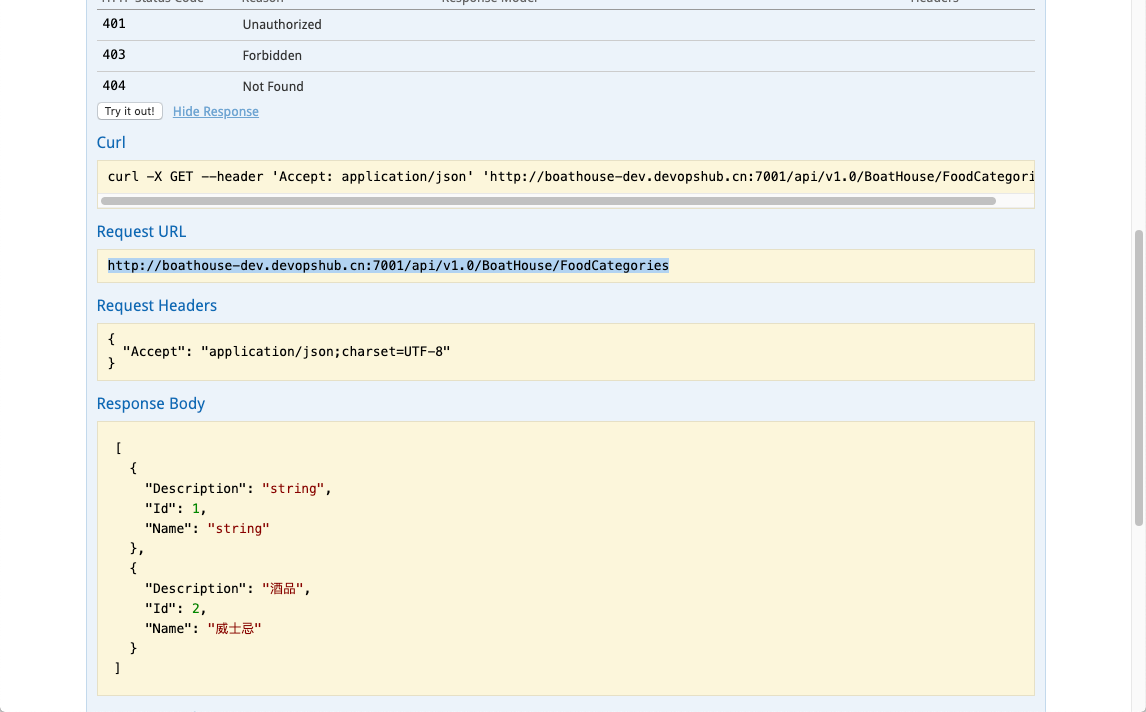 HTTP Status Code Reason Response Model Headers
401 Unauthorized
403 Forbidden
404 Not Found
Try it out! Hide Response
Curl
curl -X GET --header 'Accept: application/json' 'http://boathouse-dev.devopshub.cn:7001/api/v1.0/BoatHouse/FoodCategori
Request URL
http://boathouse-dev.devopshub.cn:7001/api/v1.0/BoatHouse/FoodCategories
Request Headers
{
"Accept": "application/json;charset=UTF-8"
}
Response Body
[
{
"Description": "string",
"Id": 1,
"Name": "string"
},
{
"Description": "酒品",
"Id": 2,
"Name": "威士忌"
}
]